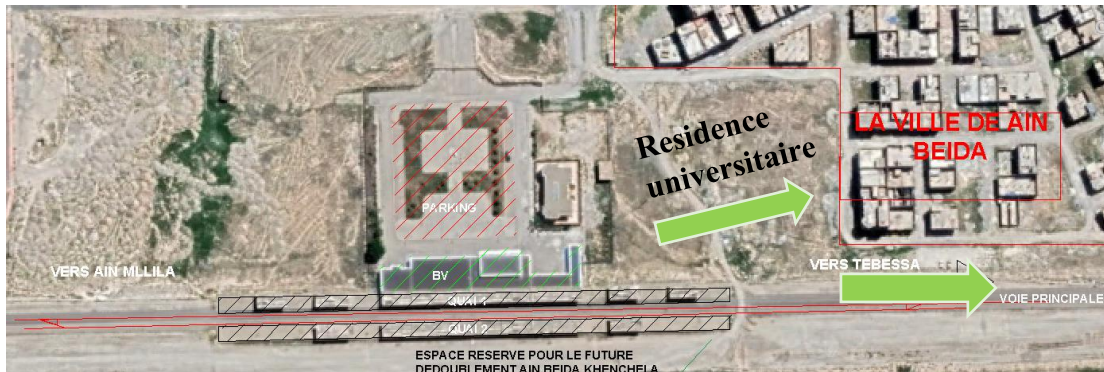 Residence
universitaire
LA VILLE DE AIN
BEIDA
PARKING
VERS AIN MLLILA
BV
VERS TEBESSA
QUAI 1
VOIE PRINCIPALE
QUAI 2
ESPACE RESERVE POUR LE FUTURE
DEDOUBLEMENT AIN BEIDA KHENCHELA